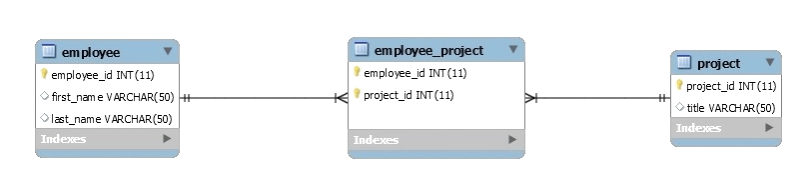 employee
employee_id INT(11)
first_name VARCHAR(50)
last_name VARCHAR(50)
Indexes
employee_project
employee_id INT(11)
project_id INT(11)
Indexes
project
project_id INT(11)
title VARCHAR(50)
Indexes